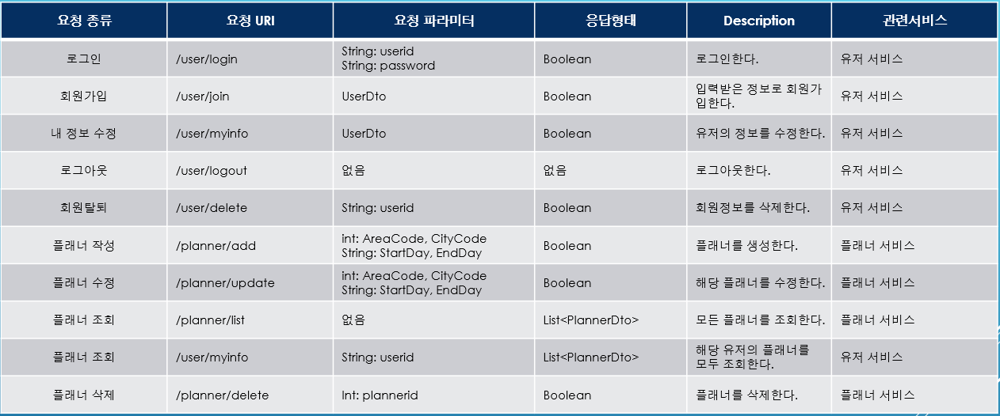 요청 종류 요청 URI 요청 파라미터 응답형태 Description 관련서비스
로그인 /user/login String: userid Boolean 로그인한다. 유저 서비스
String: password
회원가입 /user/join UserDto Boolean 입력받은 정보로 회원가 유저 서비스
입한다.
내 정보 수정 /user/myinfo UserDto Boolean 유저의 정보를 수정한다. 유저 서비스
로그아웃 /user/logout 없음 없음 로그아웃한다. 유저 서비스
회원탈퇴 /user/delete String: userid Boolean 회원정보를 삭제한다. 유저 서비스
플래너 작성 /planner/add int: AreaCode, CityCode Boolean 플래너를 생성한다. 플래너 서비스
String: StartDay, EndDay
플래너 수정 /planner/update int: AreaCode, CityCode Boolean 해당 플래너를 수정한다. 플래너 서비스
String: StartDay, EndDay
플래너 조회 /planner/list 없음 List<PlannerDto> 모든 플래너를 조회한다. 플래너 서비스
플래너 조회 /user/myinfo String: userid List<PlannerDto> 해당 유저의 플래너를 유저 서비스
모두 조회한다.
플래너 삭제 /planner/delete Int: plannerid Boolean 플래너를 삭제한다. 플래너 서비스